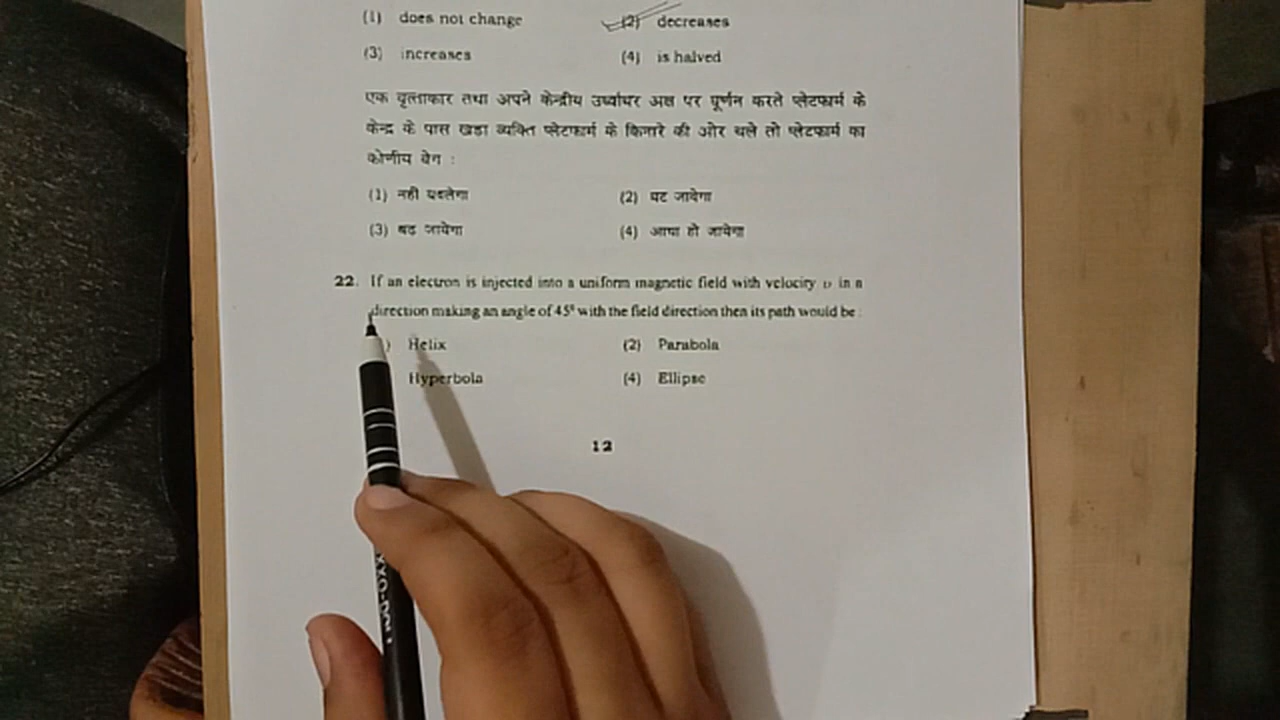 (1) does not change (2) decreases
(3) increases (4) is halved
एक वृत्ताकार तथा अपने केन्द्रीय उर्ध्वाधर अक्ष पर घूर्णन करते प्लेटफार्म के
केन्द्र के पास खड़ा व्यक्ति प्लेटफार्म के किनारे की ओर चले तो प्लेटफार्म का
कोणीय वेग :
(1) नही बदलेगा (2) घट जायेगा
(3) बढ जायेगा (4) आधा हो जायेगा
22. If an electron is injected into a uniform magnetic field with velocity υ in a
direction making an angle of 45° with the field direction then its path would be :
) Helix (2) Parabola
Hyperbola (4) Ellipse
12